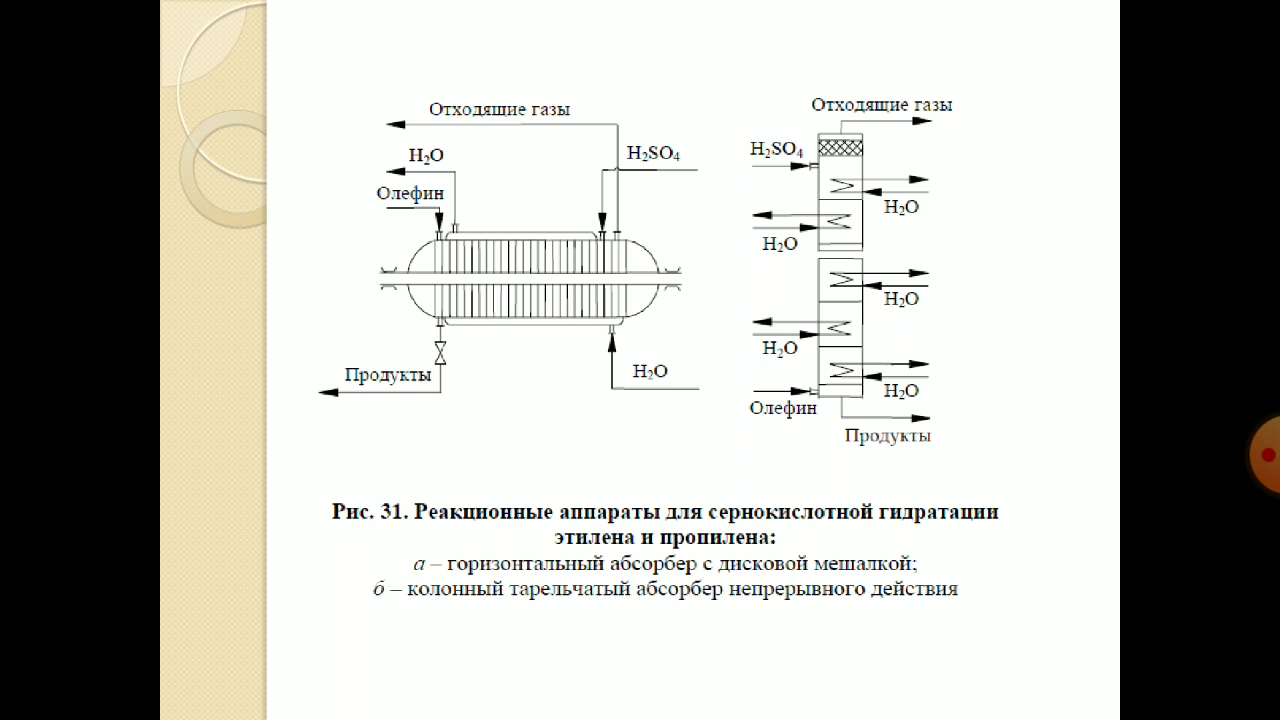 Отходящие газы
H₂O
H₂SO₄
Олефин
Продукты
H₂O
Отходящие газы
H₂SO₄
H₂O
H₂O
H₂O
H₂O
H₂O
Олефин
Продукты
Рис. 31. Реакционные аппараты для сернокислотной гидратации
этилена и пропилена:
а – горизонтальный абсорбер с дисковой мешалкой;
б – колонный тарельчатый абсорбер непрерывного действия